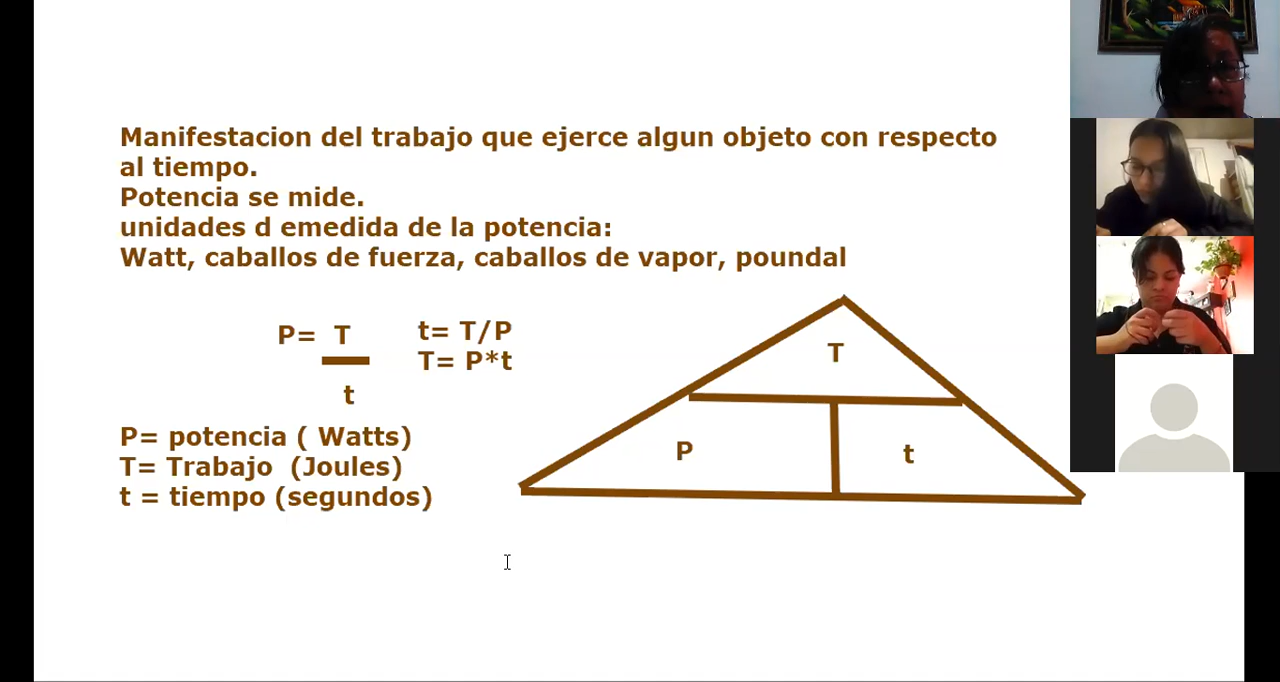 Manifestacion del trabajo que ejerce algun objeto con respecto
al tiempo.
Potencia se mide.
unidades d emedida de la potencia:
Watt, caballos de fuerza, caballos de vapor, poundal
P= T
t
t= T/P
T= P*t
P= potencia ( Watts)
T= Trabajo (Joules)
t = tiempo (segundos)
T
P
t